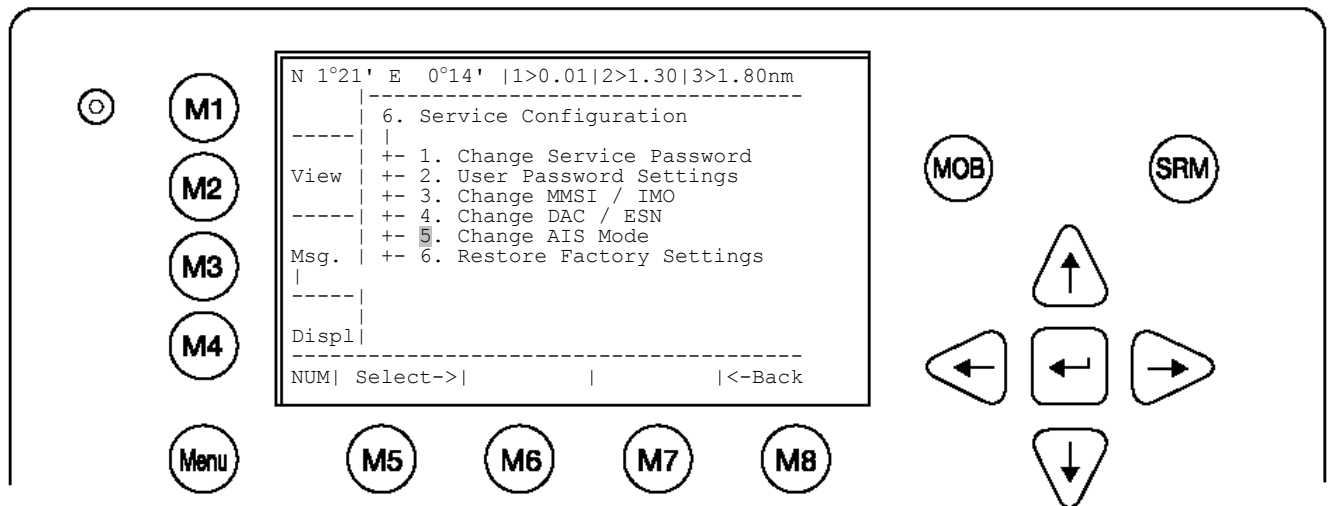 N 1°21' E  0°14' |1>0.01|2>1.30|3>1.80nm
     |----------------------------------
     | 6. Service Configuration
-----| |
     | +- 1. Change Service Password
View | +- 2. User Password Settings
     | +- 3. Change MMSI / IMO
-----| +- 4. Change DAC / ESN
     | +- 5. Change AIS Mode
Msg. | +- 6. Restore Factory Settings
|
-----|
     |
Displ|
----------------------------------------
NUM| Select->|         |         |<-Back
M1
M2
M3
M4
MOB
SRM
Menu
M5
M6
M7
M8